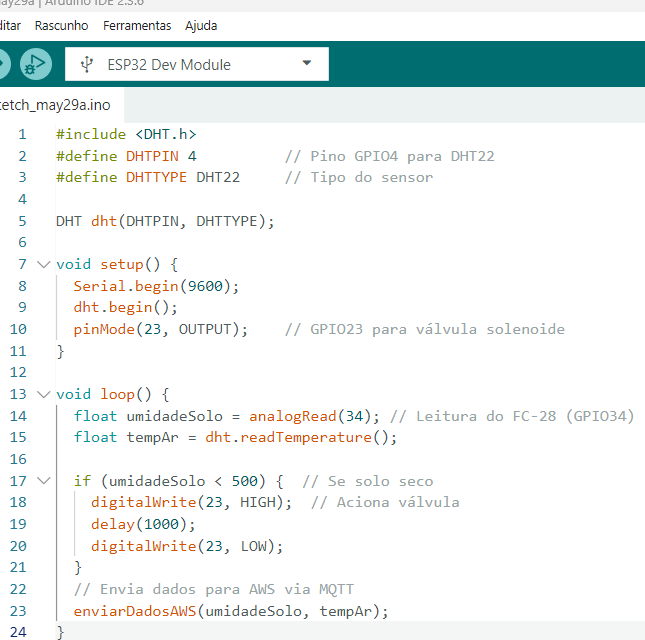 may29a | Arduino IDE 2.3.6
itar Rascunho Ferramentas Ajuda
ESP32 Dev Module
ketch_may29a.ino
1 #include <DHT.h>
2 #define DHTPIN 4 // Pino GPIO4 para DHT22
3 #define DHTTYPE DHT22 // Tipo do sensor
4
5 DHT dht(DHTPIN, DHTTYPE);
6
7 void setup() {
8 Serial.begin(9600);
9 dht.begin();
10 pinMode(23, OUTPUT); // GPIO23 para válvula solenoide
11 }
12
13 void loop() {
14 float umidadeSolo = analogRead(34); // Leitura do FC-28 (GPIO34)
15 float tempAr = dht.readTemperature();
16
17 if (umidadeSolo < 500) { // Se solo seco
18 digitalWrite(23, HIGH); // Aciona válvula
19 delay(1000);
20 digitalWrite(23, LOW);
21 }
22 // Envia dados para AWS via MQTT
23 enviarDadosAWS(umidadeSolo, tempAr);
24 }